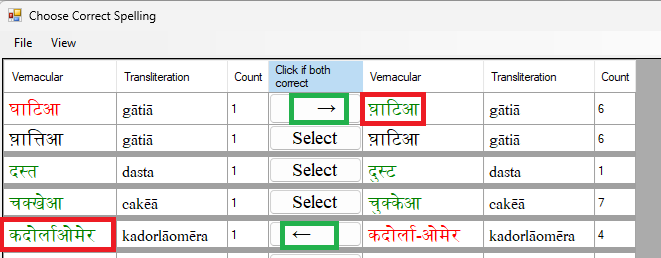 Choose Correct Spelling
File View
Vernacular Transliteration Count Click if both correct Vernacular Transliteration Count
घाटिआ gātiā 1 → घ़ाटिआ gātiā 6
घ़ात्तिआ gātiā 1 Select घ़ाटिआ gātiā 6
दस्त dasta 1 Select दुस्ट dasta 1
चक्खेआ cakēā 1 Select चुक्केआ cakēā 7
कदोर्लाओमेर kadorlāomēra 1 ← कदोर्ला-ओमेर kadorlāomēra 4